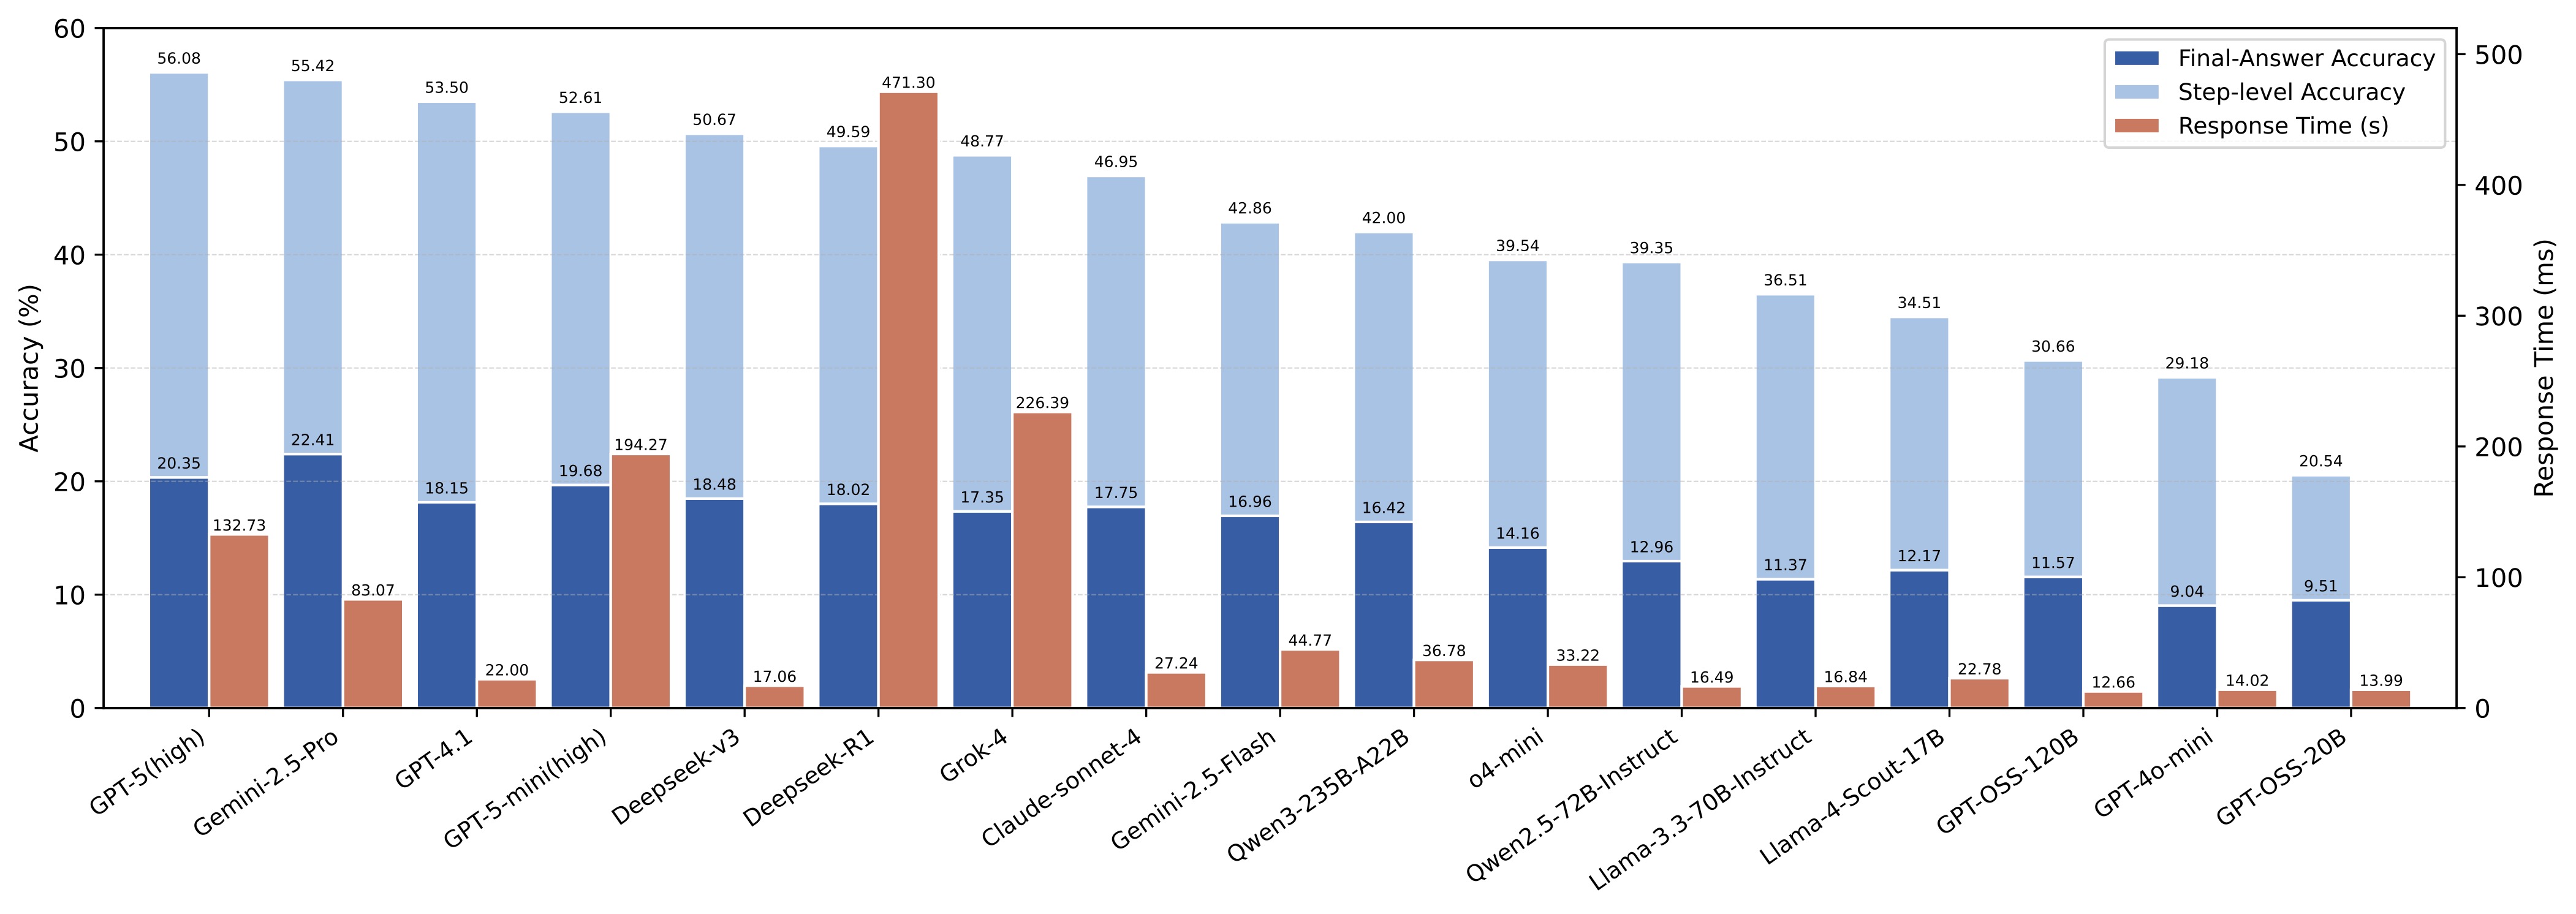 60
50
40
30
20
10
0
Accuracy (%)
56.08
55.42
53.50
52.61
50.67
49.59
471.30
48.77
46.95
42.86
42.00
39.54
39.35
36.51
34.51
30.66
29.18
20.54
20.35
132.73
22.41
83.07
18.15
22.00
19.68
194.27
18.48
17.06
18.02
17.35
226.39
17.75
27.24
16.96
44.77
16.42
36.78
14.16
33.22
12.96
16.49
11.37
16.84
12.17
22.78
11.57
12.66
9.04
14.02
9.51
13.99
Final-Answer Accuracy
Step-level Accuracy
Response Time (s)
500
400
300
200
100
0
Response Time (ms)
GPT-5(high)
Gemini-2.5-Pro
GPT-4.1
GPT-5-mini(high)
Deepseek-v3
Deepseek-R1
Grok-4
Claude-sonnet-4
Gemini-2.5-Flash
Qwen3-235B-A22B
o4-mini
Qwen2.5-72B-Instruct
Llama-3.3-70B-Instruct
Llama-4-Scout-17B
GPT-OSS-120B
GPT-4o-mini
GPT-OSS-20B